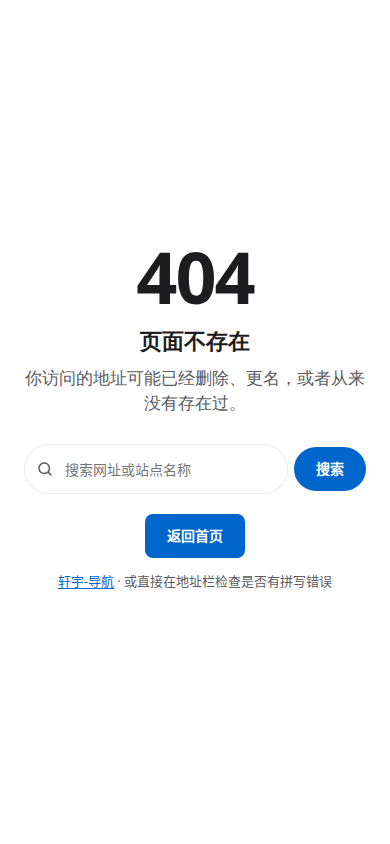 404
页面不存在
你访问的地址可能已经删除、更名，或者从来
没有存在过。
搜索网址或站点名称
搜索
返回首页
轩宇-导航 · 或直接在地址栏检查是否有拼写错误